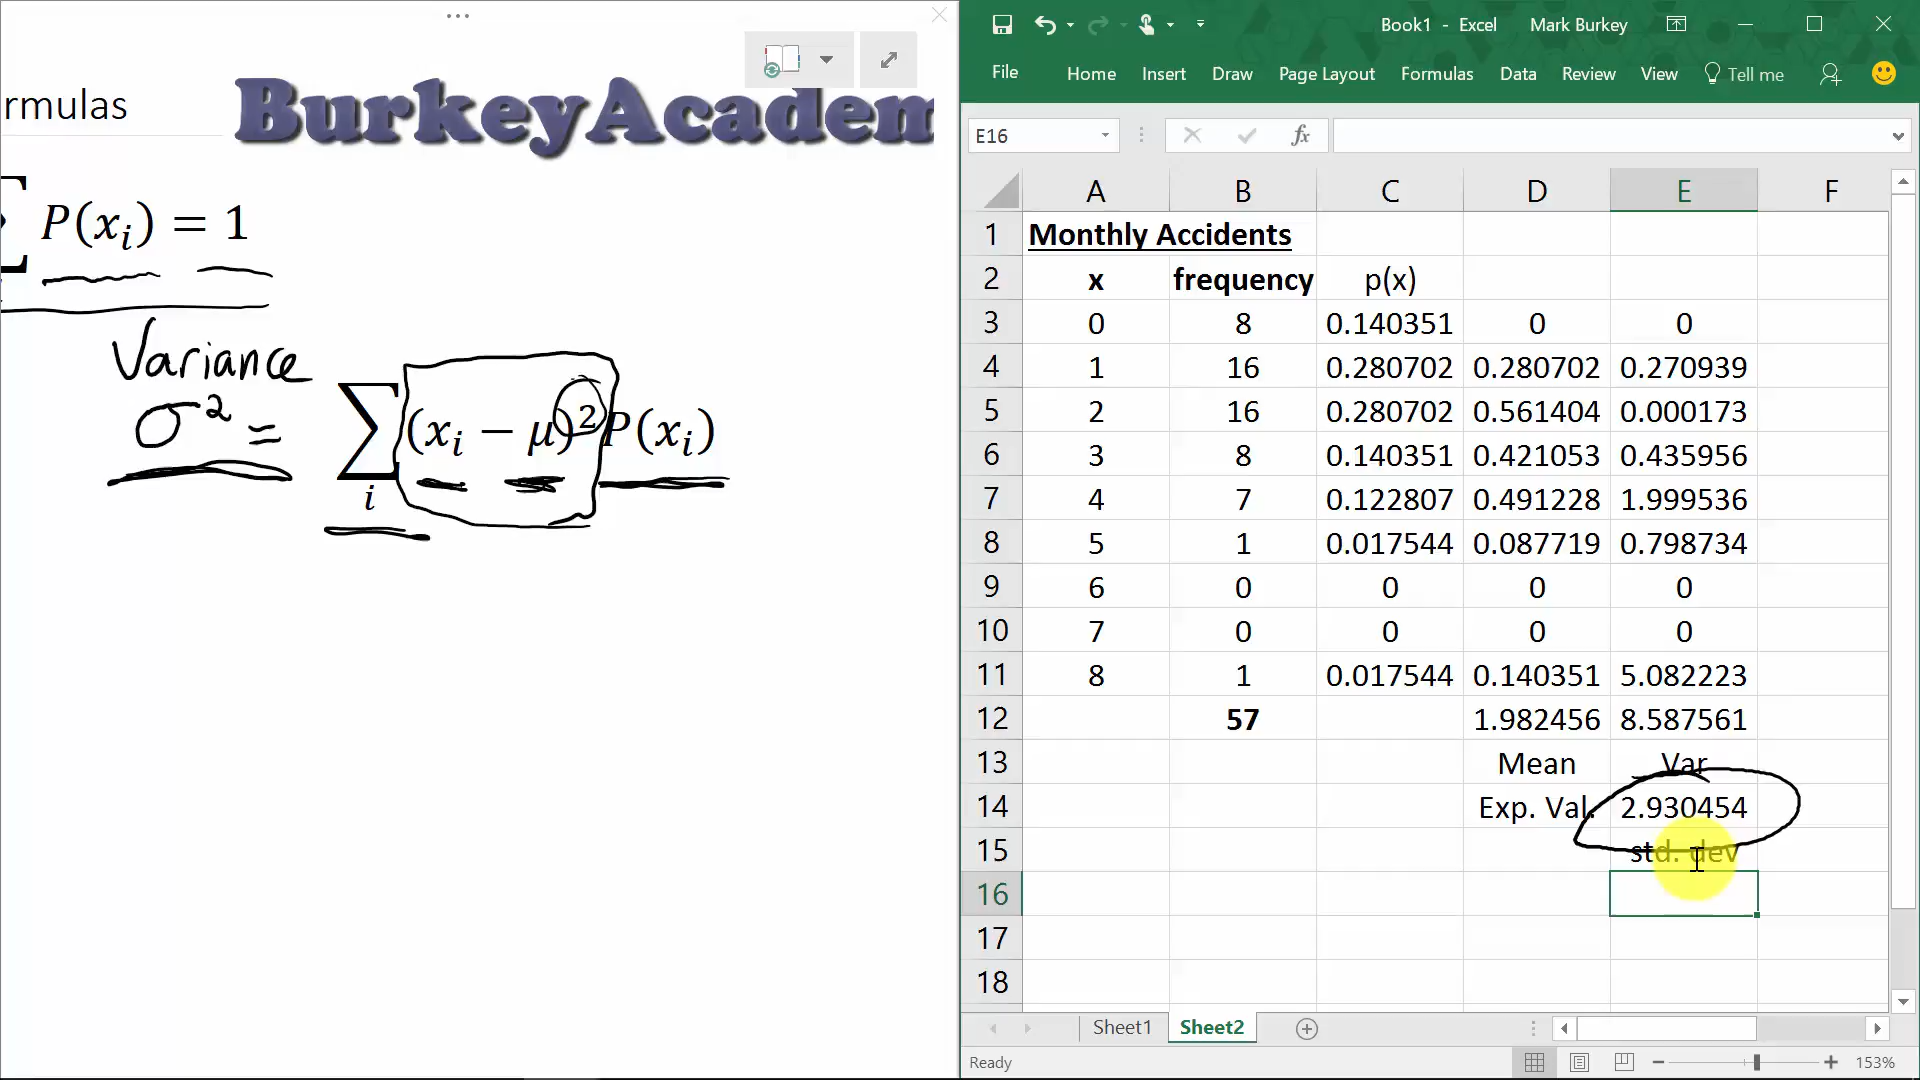 rmulas
BurkeyAcadem
∑ P(xᵢ) = 1
Variance
σ² = ∑ᵢ (xᵢ − μ)² P(xᵢ)
Book1 - Excel Mark Burkey
File Home Insert Draw Page Layout Formulas Data Review View Tell me
E16 fx
A B C D E F
1 Monthly Accidents
2 x frequency p(x)
3 0 8 0.140351 0 0
4 1 16 0.280702 0.280702 0.270939
5 2 16 0.280702 0.561404 0.000173
6 3 8 0.140351 0.421053 0.435956
7 4 7 0.122807 0.491228 1.999536
8 5 1 0.017544 0.087719 0.798734
9 6 0 0 0 0
10 7 0 0 0 0
11 8 1 0.017544 0.140351 5.082223
12 57 1.982456 8.587561
13 Mean Var
14 Exp. Val. 2.930454
15 std. dev
16
17
18
Sheet1 Sheet2
Ready 153%